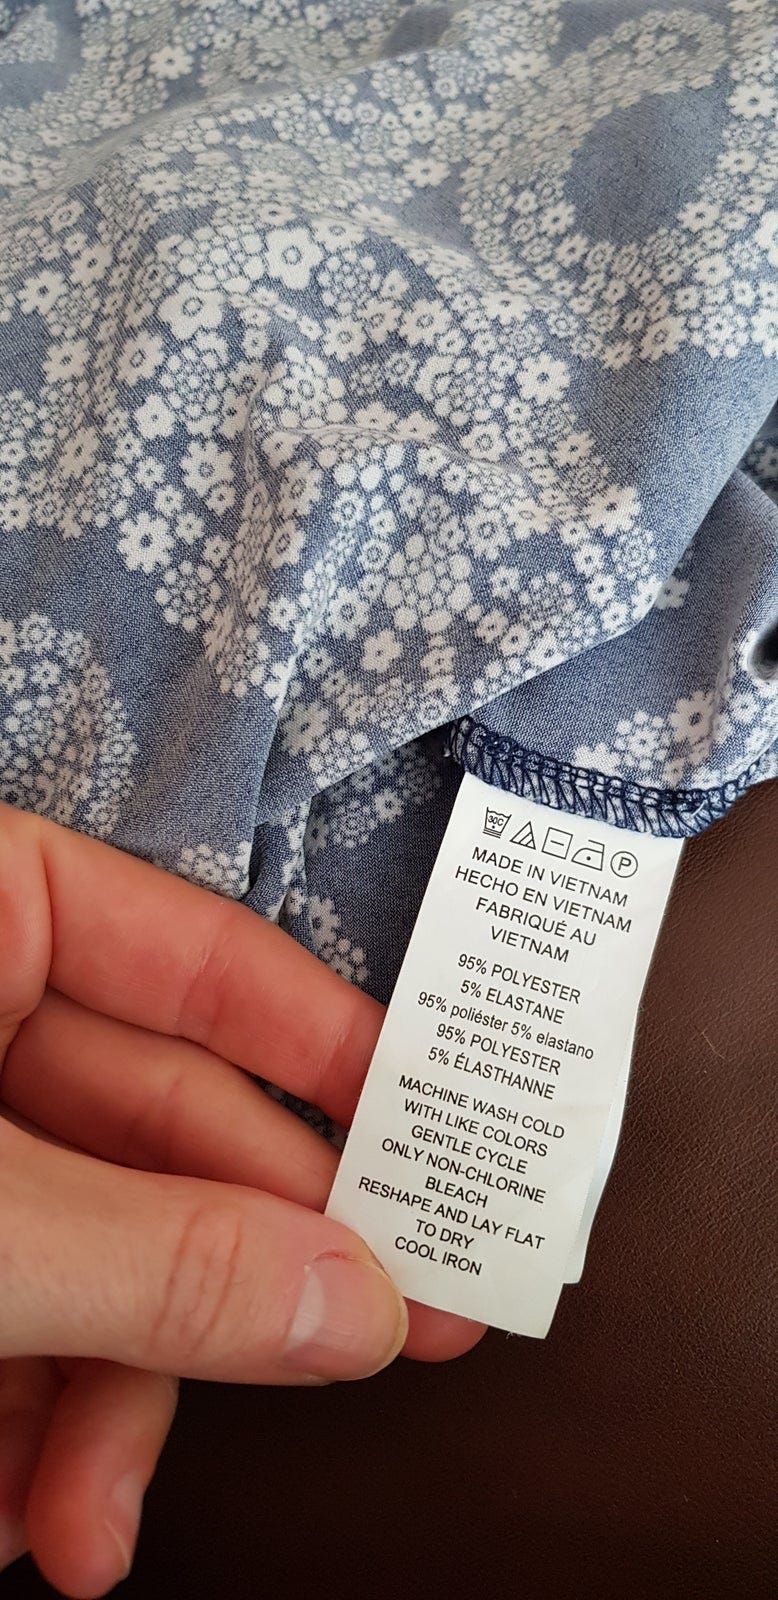 30C P
MADE IN VIETNAM
HECHO EN VIETNAM
FABRIQUÉ AU
VIETNAM
95% POLYESTER
5% ELASTANE
95% poliéster 5% elastano
95% POLYESTER
5% ÉLASTHANNE
MACHINE WASH COLD
WITH LIKE COLORS
GENTLE CYCLE
ONLY NON-CHLORINE
BLEACH
RESHAPE AND LAY FLAT
TO DRY
COOL IRON